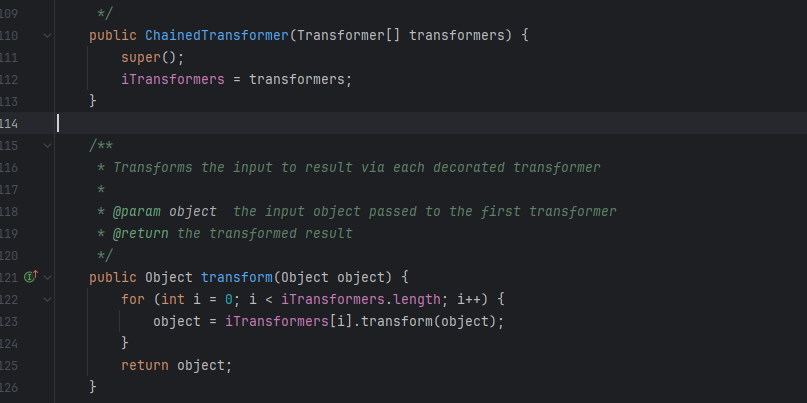 109      */
110     public ChainedTransformer(Transformer[] transformers) {
111         super();
112         iTransformers = transformers;
113     }
114
115     /**
116      * Transforms the input to result via each decorated transformer
117      *
118      * @param object  the input object passed to the first transformer
119      * @return the transformed result
120      */
121     public Object transform(Object object) {
122         for (int i = 0; i < iTransformers.length; i++) {
123             object = iTransformers[i].transform(object);
124         }
125         return object;
126     }